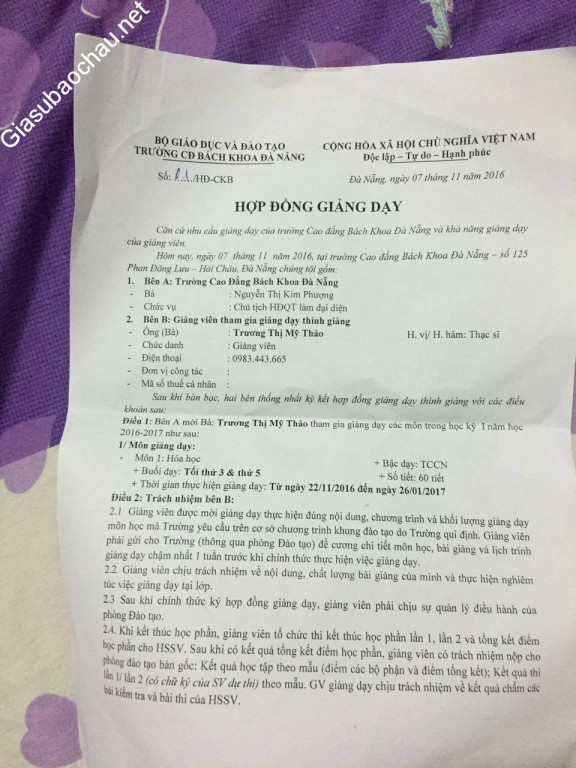 Giasubaochau.net
BỘ GIÁO DỤC VÀ ĐÀO TẠO
TRƯỜNG CĐ BÁCH KHOA ĐÀ NẴNG
CỘNG HÒA XÃ HỘI CHỦ NGHĨA VIỆT NAM
Độc lập – Tự do – Hạnh phúc
Số: /HĐ-CKB
Đà Nẵng, ngày 07 tháng 11 năm 2016
HỢP ĐỒNG GIẢNG DẠY
Căn cứ nhu cầu giảng dạy của trường Cao đẳng Bách Khoa Đà Nẵng và khả năng giảng dạy
của giảng viên.
Hôm nay, ngày 07 tháng 11 năm 2016, tại trường Cao đẳng Bách Khoa Đà Nẵng – số 125
Phan Đăng Lưu – Hải Châu, Đà Nẵng chúng tôi gồm:
1. Bên A: Trường Cao Đẳng Bách Khoa Đà Nẵng
- Bà : Nguyễn Thị Kim Phượng
- Chức vụ : Chủ tịch HĐQT làm đại diện
2. Bên B: Giảng viên tham gia giảng dạy thỉnh giảng
- Ông (Bà) : Trương Thị Mỹ Thảo H. vị/ H. hàm: Thạc sĩ
- Chức danh : Giảng viên
- Điện thoại : 0983.443.665
- Đơn vị công tác :
- Mã số thuế cá nhân :
Sau khi bàn bạc, hai bên thống nhất ký kết hợp đồng giảng dạy thỉnh giảng với các điều
khoản sau:
Điều 1: Bên A mời Bà: Trương Thị Mỹ Thảo tham gia giảng dạy các môn trong học kỳ 1 năm học
2016-2017 như sau:
1/ Môn giảng dạy:
- Môn 1: Hóa học + Bậc dạy: TCCN
+ Buổi dạy: Tối thứ 3 & thứ 5 + Số tiết: 60 tiết
+ Thời gian thực hiện giảng dạy: Từ ngày 22/11/2016 đến ngày 26/01/2017
Điều 2: Trách nhiệm bên B:
2.1 Giảng viên được mời giảng dạy thực hiện đúng nội dung, chương trình và khối lượng giảng dạy
môn học mà Trường yêu cầu trên cơ sở chương trình khung đào tạo do Trường qui định. Giảng viên
phải gửi cho Trường (thông qua phòng Đào tạo) đề cương chi tiết môn học, bài giảng và lịch trình
giảng dạy chậm nhất 1 tuần trước khi chính thức thực hiện việc giảng dạy.
2.2 Giảng viên chịu trách nhiệm về nội dung, chất lượng bài giảng của mình và thực hiện nghiêm
túc việc giảng dạy tại lớp.
2.3 Sau khi chính thức ký hợp đồng giảng dạy, giảng viên phải chịu sự quản lý điều hành của
phòng Đào tạo.
2.4. Khi kết thúc học phần, giảng viên tổ chức thi kết thúc học phần lần 1, lần 2 và tổng kết điểm
học phần cho HSSV. Sau khi có kết quả tổng kết điểm học phần, giảng viên có trách nhiệm nộp cho
phòng đào tạo bản gốc: Kết quả học tập theo mẫu (điểm các bộ phận và điểm tổng kết); Kết quả thi
lần 1/ lần 2 (có chữ ký của SV dự thi) theo mẫu. GV giảng dạy chịu trách nhiệm về kết quả chấm các
bài kiểm tra và bài thi của HSSV.